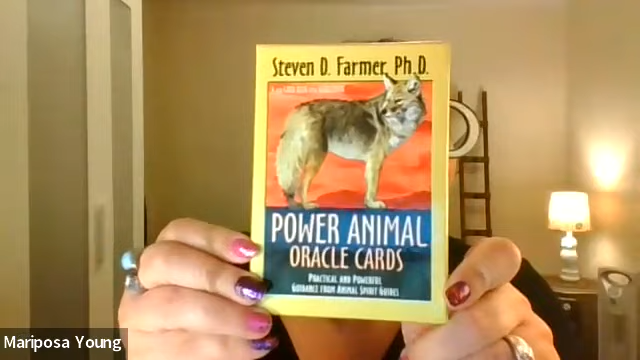 Steven D. Farmer, Ph.D.
POWER ANIMAL
ORACLE CARDS
PRACTICAL AND POWERFUL
GUIDANCE FROM ANIMAL SPIRIT GUIDES
Mariposa Young